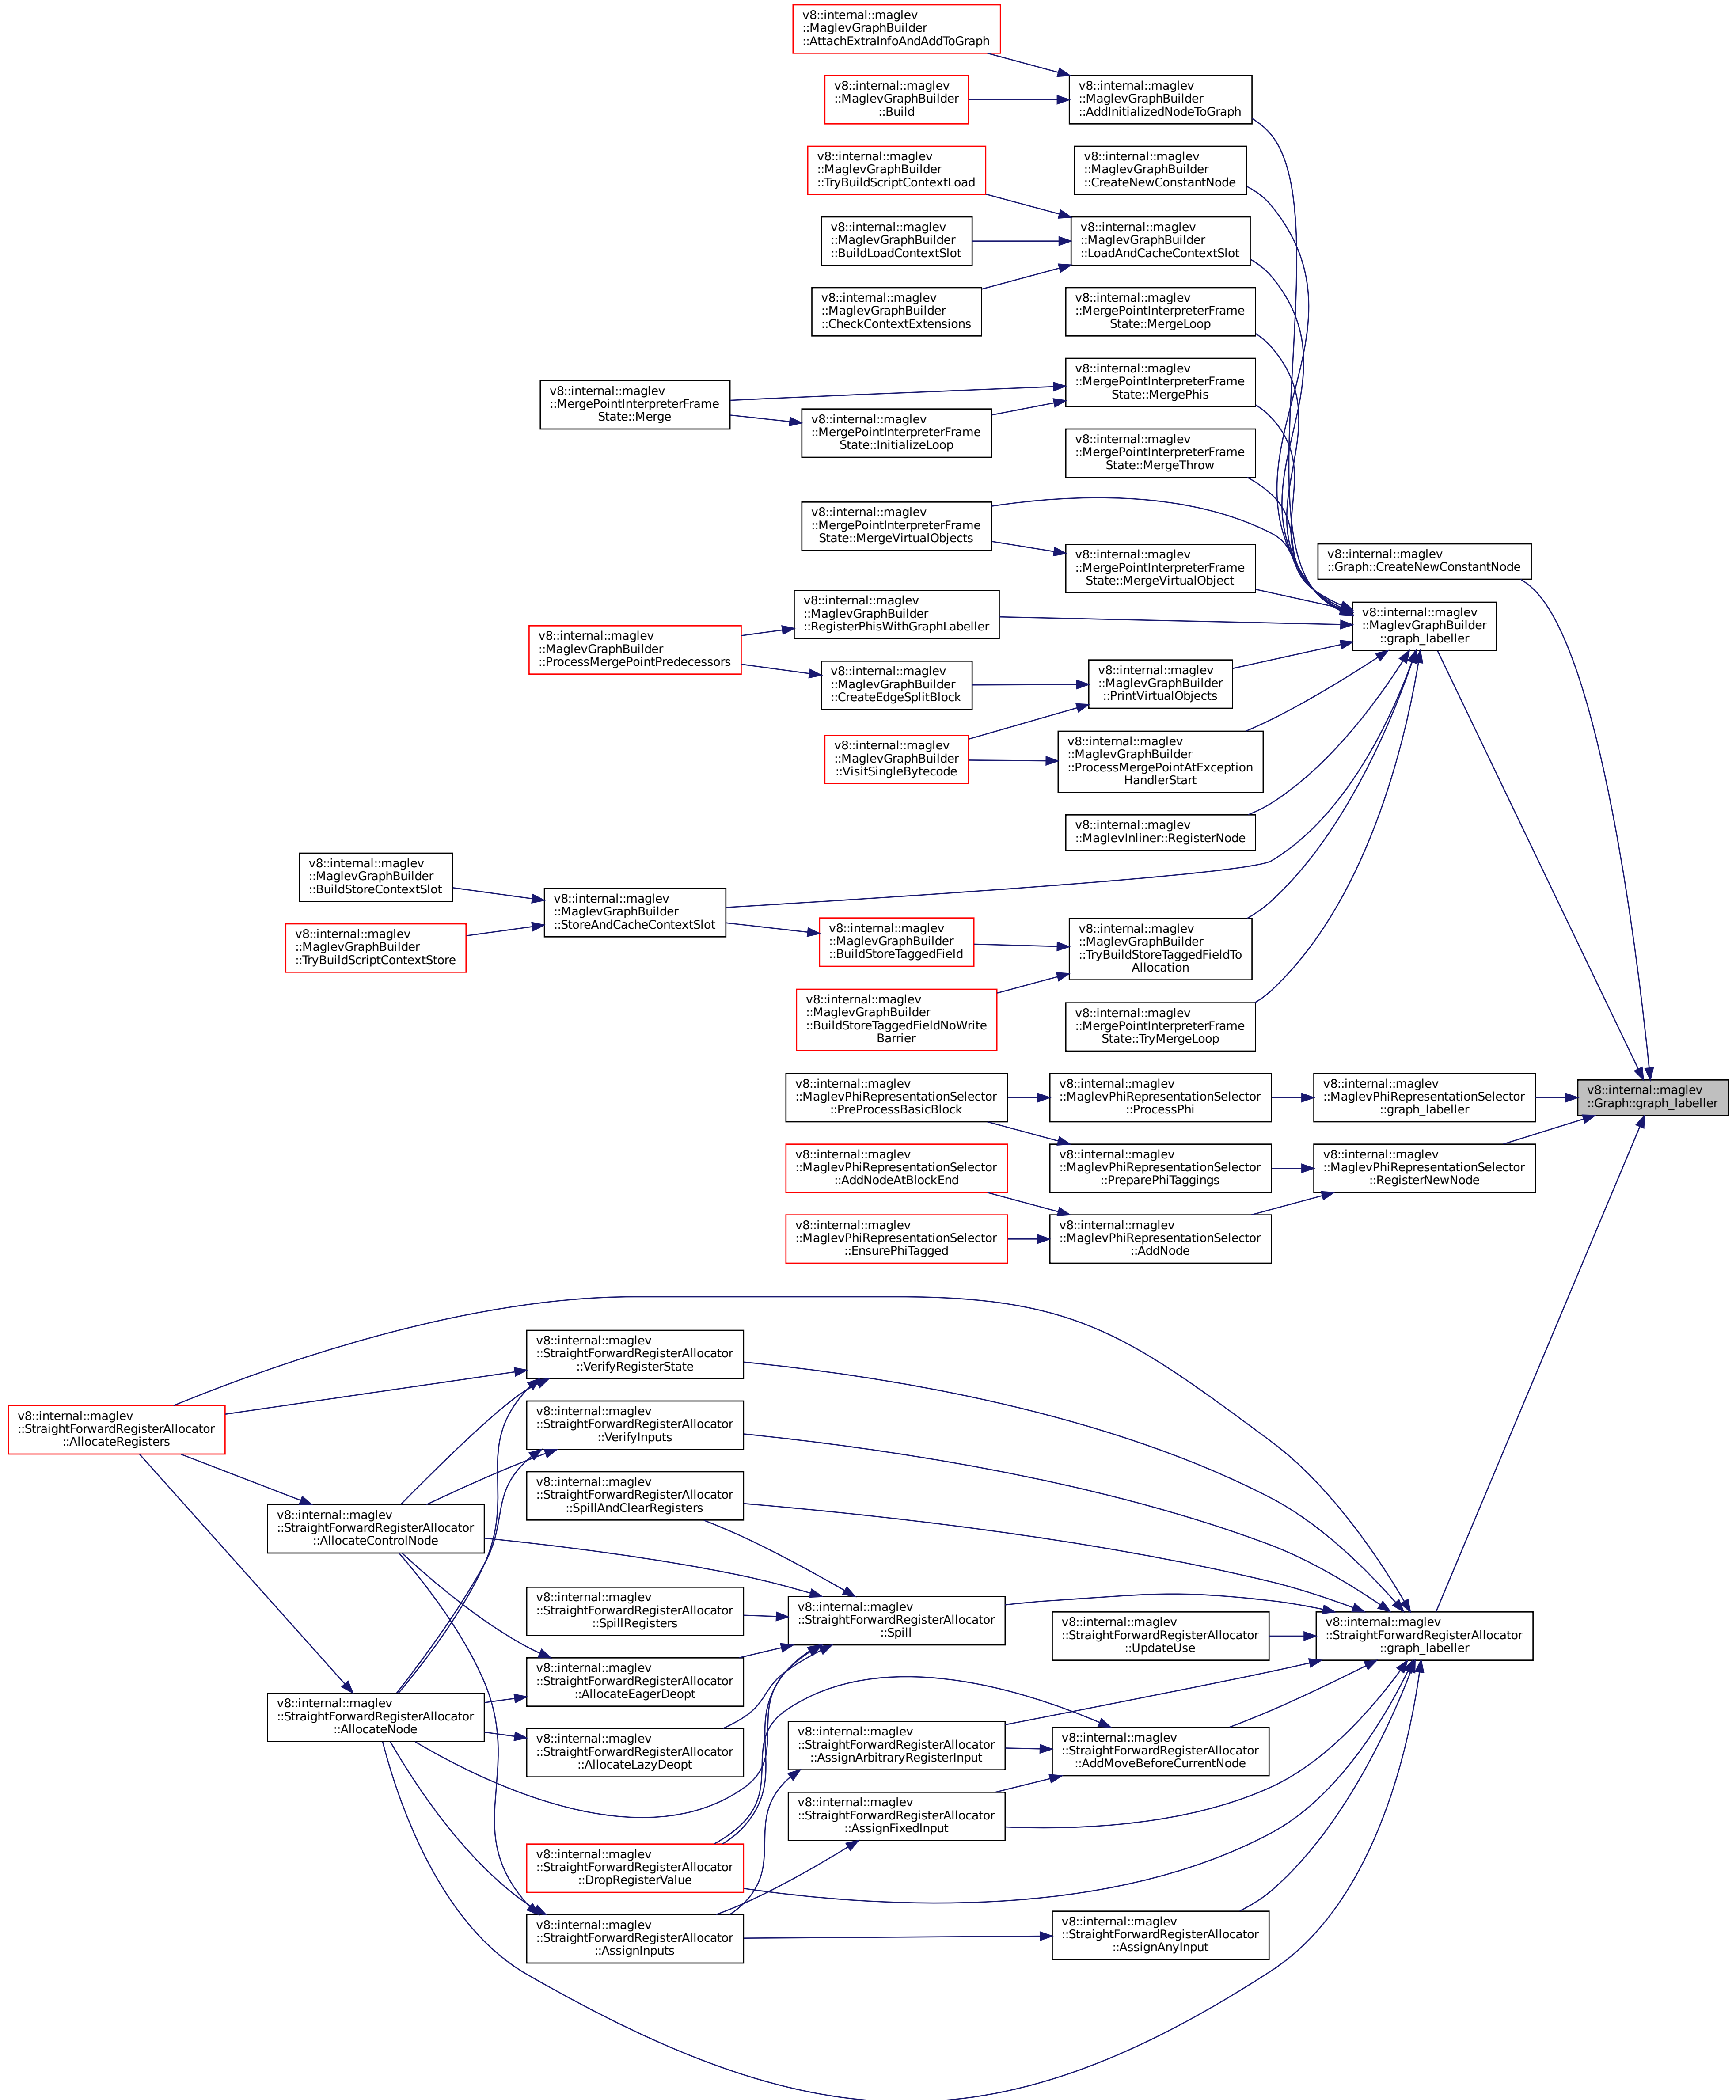 v8::internal::maglev
::MaglevGraphBuilder
::AttachExtraInfoAndAddToGraph
v8::internal::maglev
::MaglevGraphBuilder
::Build
v8::internal::maglev
::MaglevGraphBuilder
::AddInitializedNodeToGraph
v8::internal::maglev
::MaglevGraphBuilder
::TryBuildScriptContextLoad
v8::internal::maglev
::MaglevGraphBuilder
::CreateNewConstantNode
v8::internal::maglev
::MaglevGraphBuilder
::BuildLoadContextSlot
v8::internal::maglev
::MaglevGraphBuilder
::LoadAndCacheContextSlot
v8::internal::maglev
::MaglevGraphBuilder
::CheckContextExtensions
v8::internal::maglev
::MergePointInterpreterFrame
State::MergeLoop
v8::internal::maglev
::MergePointInterpreterFrame
State::Merge
v8::internal::maglev
::MergePointInterpreterFrame
State::InitializeLoop
v8::internal::maglev
::MergePointInterpreterFrame
State::MergePhis
v8::internal::maglev
::MergePointInterpreterFrame
State::MergeThrow
v8::internal::maglev
::MergePointInterpreterFrame
State::MergeVirtualObjects
v8::internal::maglev
::MergePointInterpreterFrame
State::MergeVirtualObject
v8::internal::maglev
::Graph::CreateNewConstantNode
v8::internal::maglev
::MaglevGraphBuilder
::RegisterPhisWithGraphLabeller
v8::internal::maglev
::MaglevGraphBuilder
::graph_labeller
v8::internal::maglev
::MaglevGraphBuilder
::ProcessMergePointPredecessors
v8::internal::maglev
::MaglevGraphBuilder
::CreateEdgeSplitBlock
v8::internal::maglev
::MaglevGraphBuilder
::PrintVirtualObjects
v8::internal::maglev
::MaglevGraphBuilder
::VisitSingleBytecode
v8::internal::maglev
::MaglevGraphBuilder
::ProcessMergePointAtException
HandlerStart
v8::internal::maglev
::MaglevInliner::RegisterNode
v8::internal::maglev
::MaglevGraphBuilder
::BuildStoreContextSlot
v8::internal::maglev
::MaglevGraphBuilder
::StoreAndCacheContextSlot
v8::internal::maglev
::MaglevGraphBuilder
::TryBuildScriptContextStore
v8::internal::maglev
::MaglevGraphBuilder
::BuildStoreTaggedField
v8::internal::maglev
::MaglevGraphBuilder
::TryBuildStoreTaggedFieldTo
Allocation
v8::internal::maglev
::MaglevGraphBuilder
::BuildStoreTaggedFieldNoWrite
Barrier
v8::internal::maglev
::MergePointInterpreterFrame
State::TryMergeLoop
v8::internal::maglev
::MaglevPhiRepresentationSelector
::PreProcessBasicBlock
v8::internal::maglev
::MaglevPhiRepresentationSelector
::ProcessPhi
v8::internal::maglev
::MaglevPhiRepresentationSelector
::graph_labeller
v8::internal::maglev
::Graph::graph_labeller
v8::internal::maglev
::MaglevPhiRepresentationSelector
::AddNodeAtBlockEnd
v8::internal::maglev
::MaglevPhiRepresentationSelector
::PreparePhiTaggings
v8::internal::maglev
::MaglevPhiRepresentationSelector
::RegisterNewNode
v8::internal::maglev
::MaglevPhiRepresentationSelector
::EnsurePhiTagged
v8::internal::maglev
::MaglevPhiRepresentationSelector
::AddNode
v8::internal::maglev
::StraightForwardRegisterAllocator
::VerifyRegisterState
v8::internal::maglev
::StraightForwardRegisterAllocator
::AllocateRegisters
v8::internal::maglev
::StraightForwardRegisterAllocator
::VerifyInputs
v8::internal::maglev
::StraightForwardRegisterAllocator
::SpillAndClearRegisters
v8::internal::maglev
::StraightForwardRegisterAllocator
::AllocateControlNode
v8::internal::maglev
::StraightForwardRegisterAllocator
::SpillRegisters
v8::internal::maglev
::StraightForwardRegisterAllocator
::Spill
v8::internal::maglev
::StraightForwardRegisterAllocator
::UpdateUse
v8::internal::maglev
::StraightForwardRegisterAllocator
::graph_labeller
v8::internal::maglev
::StraightForwardRegisterAllocator
::AllocateEagerDeopt
v8::internal::maglev
::StraightForwardRegisterAllocator
::AllocateNode
v8::internal::maglev
::StraightForwardRegisterAllocator
::AllocateLazyDeopt
v8::internal::maglev
::StraightForwardRegisterAllocator
::AssignArbitraryRegisterInput
v8::internal::maglev
::StraightForwardRegisterAllocator
::AddMoveBeforeCurrentNode
v8::internal::maglev
::StraightForwardRegisterAllocator
::AssignFixedInput
v8::internal::maglev
::StraightForwardRegisterAllocator
::DropRegisterValue
v8::internal::maglev
::StraightForwardRegisterAllocator
::AssignInputs
v8::internal::maglev
::StraightForwardRegisterAllocator
::AssignAnyInput